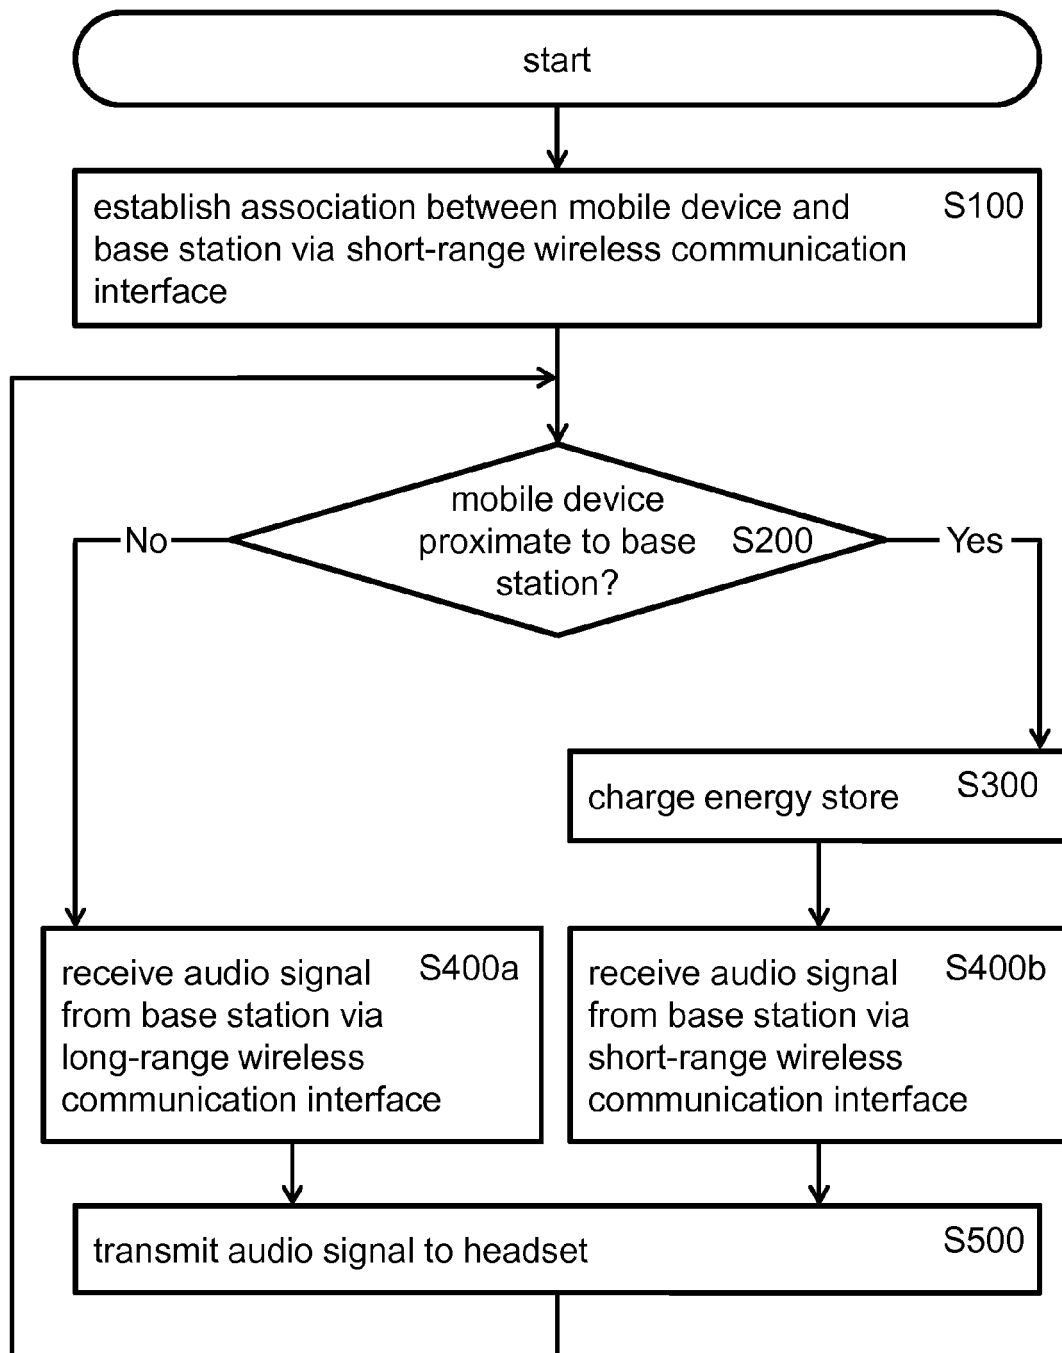 start
establish association between mobile device and S100
base station via short-range wireless communication
interface
mobile device
No
proximate to base S200
Yes
station?
charge energy store S300
receive audio signal S400a
from base station via
long-range wireless
communication interface
receive audio signal S400b
from base station via
short-range wireless
communication interface
transmit audio signal to headset S500